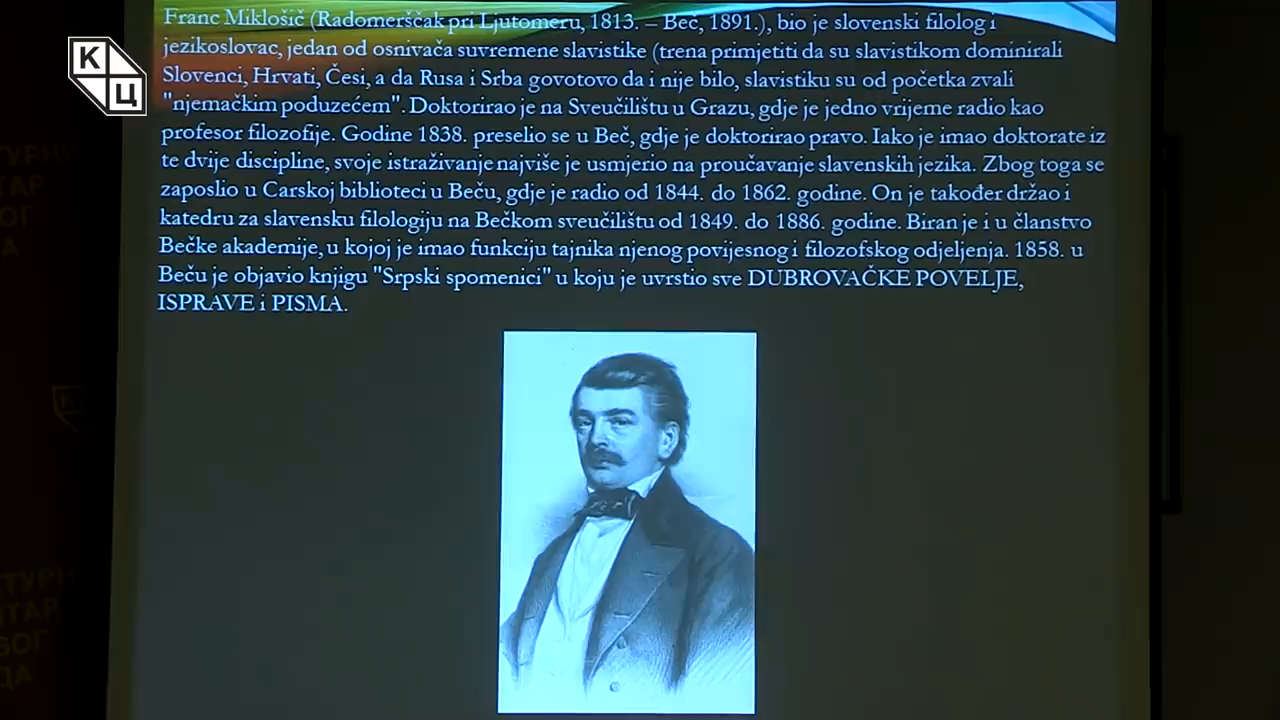 К
Ц
Franc Miklošič (Radomerščak pri Ljutomeru, 1813. – Beč, 1891.), bio je slovenski filolog i
jezikoslovac, jedan od osnivača suvremene slavistike (trena primjetiti da su slavistikom dominirali
Slovenci, Hrvati, Česi, a da Rusa i Srba govotovo da i nije bilo, slavistiku su od početka zvali
"njemačkim poduzećem". Doktorirao je na Sveučilištu u Grazu, gdje je jedno vrijeme radio kao
profesor filozofije. Godine 1838. preselio se u Beč, gdje je doktorirao pravo. Iako je imao doktorate iz
te dvije discipline, svoje istraživanje najviše je usmjerio na proučavanje slavenskih jezika. Zbog toga se
zaposlio u Carskoj biblioteci u Beču, gdje je radio od 1844. do 1862. godine. On je također držao i
katedru za slavensku filologiju na Bečkom sveučilištu od 1849. do 1886. godine. Biran je i u članstvo
Bečke akademije, u kojoj je imao funkciju tajnika njenog povijesnog i filozofskog odjeljenja. 1858. u
Beču je objavio knjigu "Srpski spomenici" u koju je uvrstio sve DUBROVAČKE POVELJE,
ISPRAVE i PISMA.